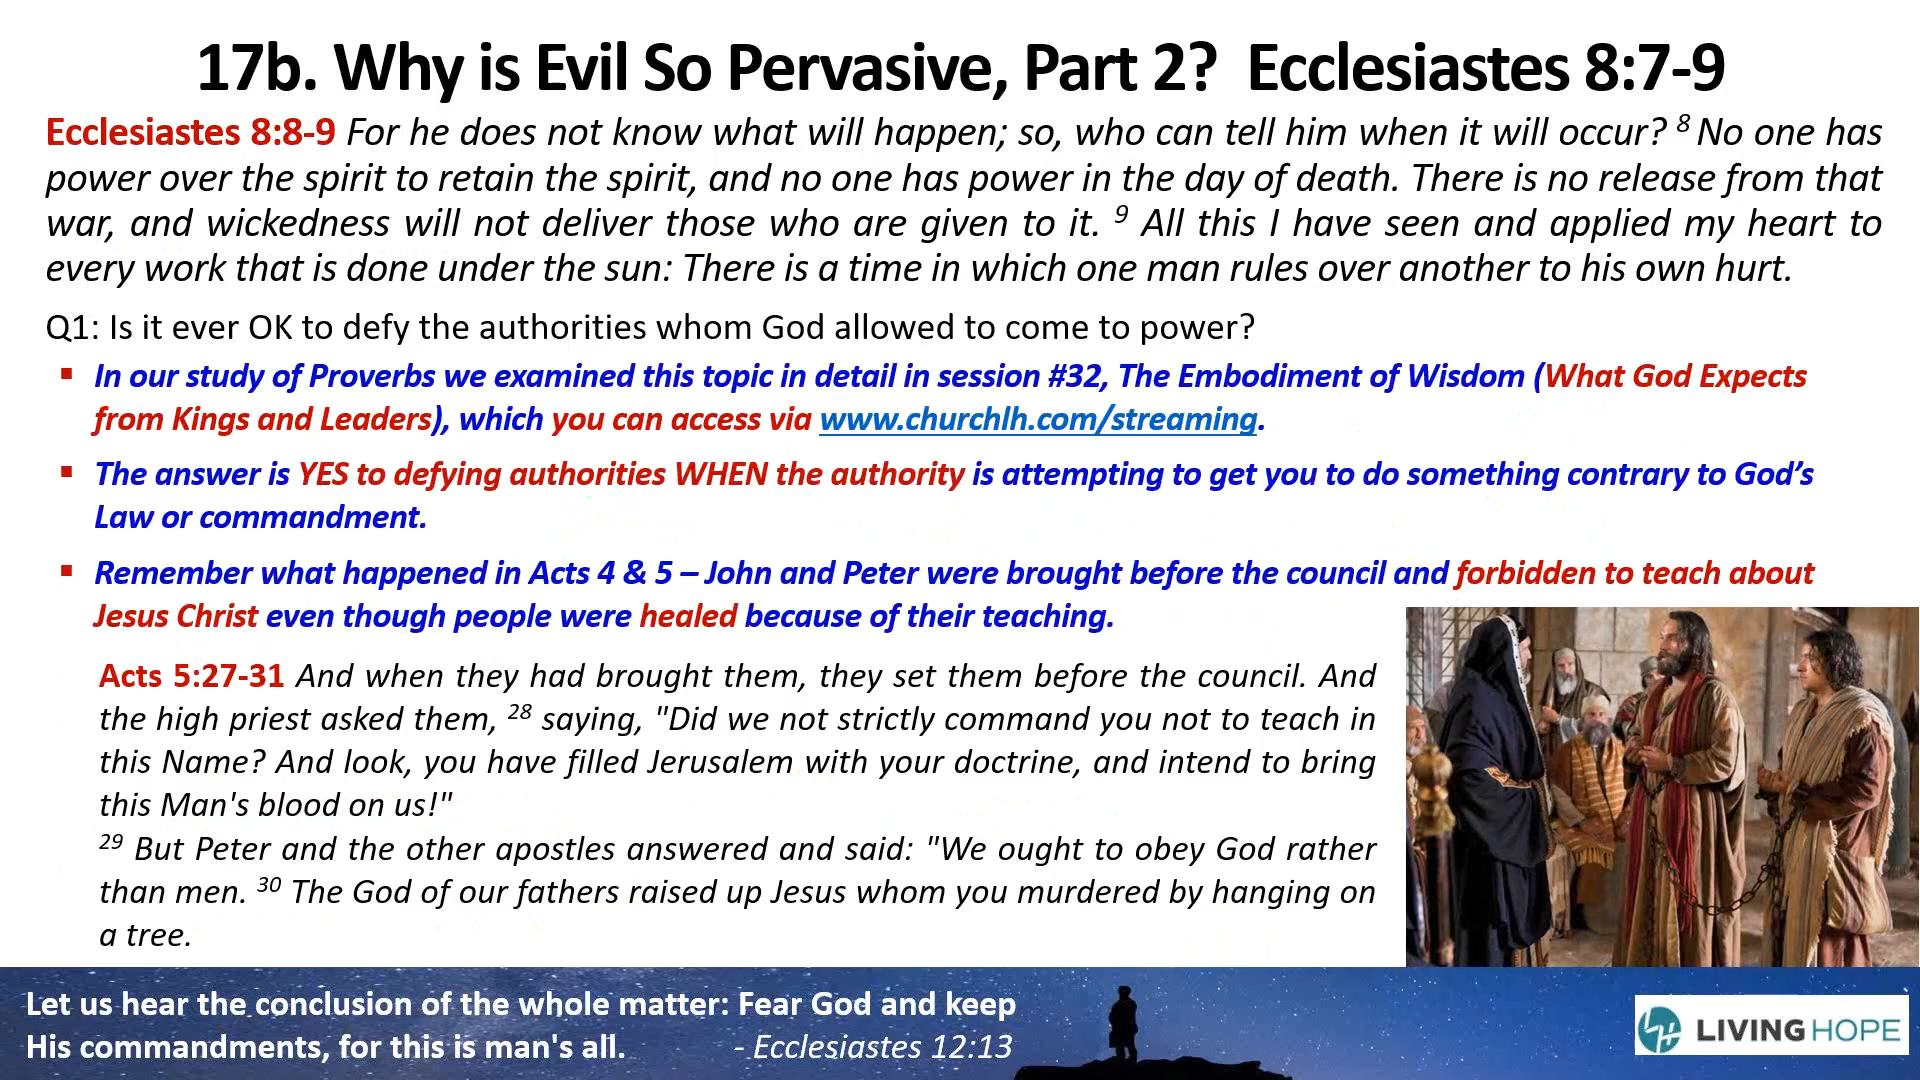 17b. Why is Evil So Pervasive, Part 2?  Ecclesiastes 8:7-9
Ecclesiastes 8:8-9 For he does not know what will happen; so, who can tell him when it will occur? 8 No one has
power over the spirit to retain the spirit, and no one has power in the day of death. There is no release from that
war, and wickedness will not deliver those who are given to it. 9 All this I have seen and applied my heart to
every work that is done under the sun: There is a time in which one man rules over another to his own hurt.
Q1: Is it ever OK to defy the authorities whom God allowed to come to power?
▪ In our study of Proverbs we examined this topic in detail in session #32, The Embodiment of Wisdom (What God Expects
from Kings and Leaders), which you can access via www.churchlh.com/streaming.
▪ The answer is YES to defying authorities WHEN the authority is attempting to get you to do something contrary to God’s
Law or commandment.
▪ Remember what happened in Acts 4 & 5 – John and Peter were brought before the council and forbidden to teach about
Jesus Christ even though people were healed because of their teaching.
Acts 5:27-31 And when they had brought them, they set them before the council. And
the high priest asked them, 28 saying, "Did we not strictly command you not to teach in
this Name? And look, you have filled Jerusalem with your doctrine, and intend to bring
this Man's blood on us!"
29 But Peter and the other apostles answered and said: "We ought to obey God rather
than men. 30 The God of our fathers raised up Jesus whom you murdered by hanging on
a tree.
Let us hear the conclusion of the whole matter: Fear God and keep
His commandments, for this is man's all. - Ecclesiastes 12:13
LH LIVING HOPE